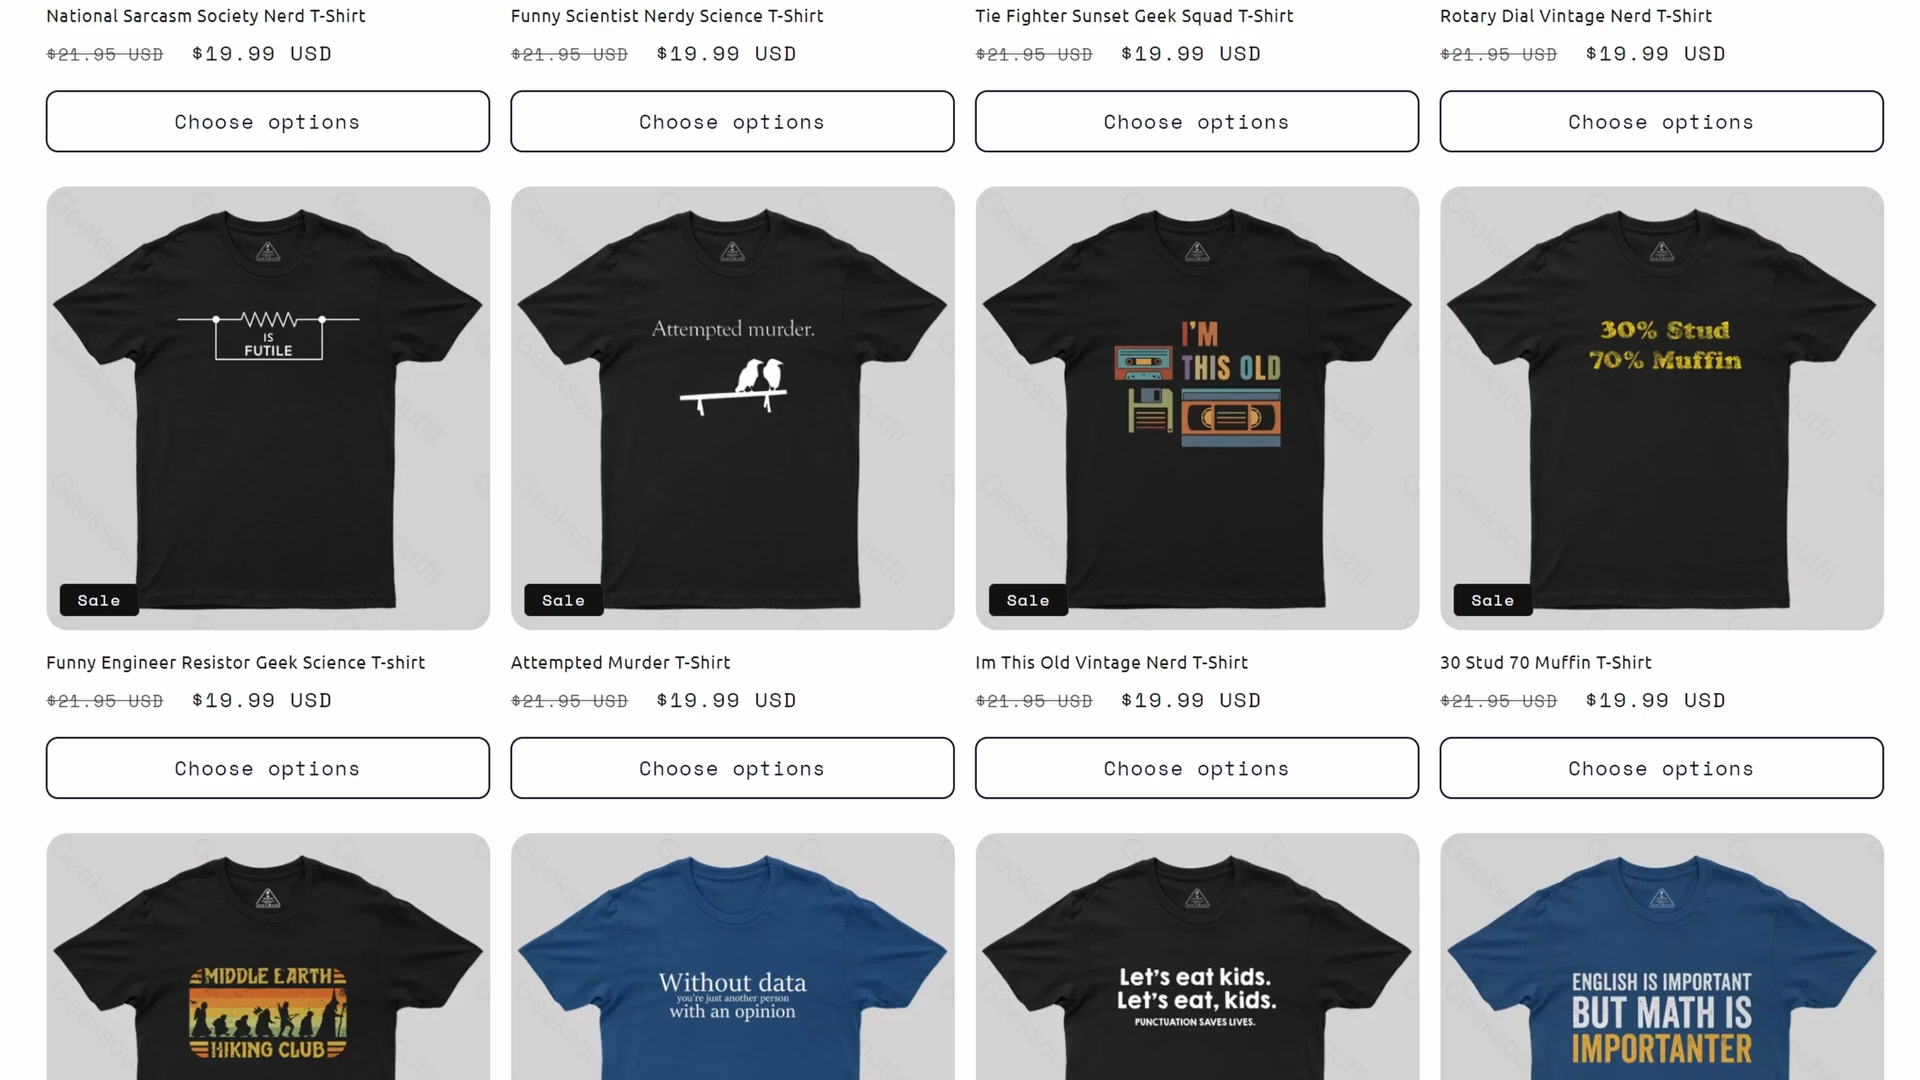 National Sarcasm Society Nerd T-Shirt
$21.95 USD $19.99 USD
Choose options
Funny Scientist Nerdy Science T-Shirt
$21.95 USD $19.99 USD
Choose options
Tie Fighter Sunset Geek Squad T-Shirt
$21.95 USD $19.99 USD
Choose options
Rotary Dial Vintage Nerd T-Shirt
$21.95 USD $19.99 USD
Choose options
IS
FUTILE
Sale
Funny Engineer Resistor Geek Science T-shirt
$21.95 USD $19.99 USD
Choose options
Attempted murder.
Sale
Attempted Murder T-Shirt
$21.95 USD $19.99 USD
Choose options
I'M
THIS OLD
Sale
Im This Old Vintage Nerd T-Shirt
$21.95 USD $19.99 USD
Choose options
30% Stud
70% Muffin
Sale
30 Stud 70 Muffin T-Shirt
$21.95 USD $19.99 USD
Choose options
MIDDLE EARTH
HIKING CLUB
Without data
you're just another person
with an opinion
Let's eat kids.
Let's eat, kids.
PUNCTUATION SAVES LIVES.
ENGLISH IS IMPORTANT
BUT MATH IS
IMPORTANTER